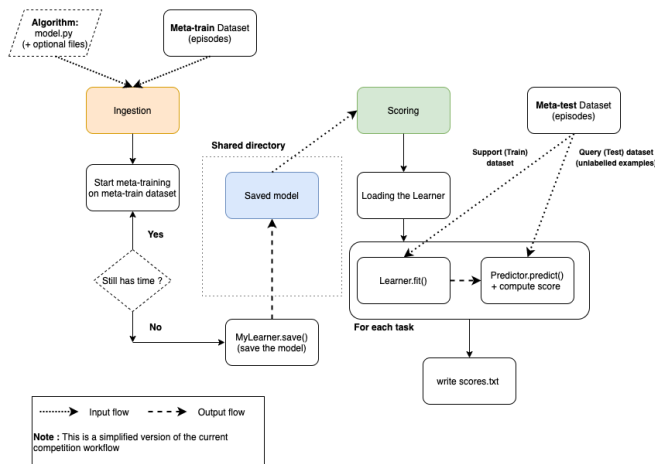 Algorithm:
model.py
(+ optional files)
Meta-train Dataset
(episodes)
Ingestion
Scoring
Meta-test Dataset
(episodes)
Shared directory
Support (Train)
dataset
Query (Test) dataset
(unlabelled examples)
Start meta-training
on meta-train dataset
Saved model
Loading the Learner
Yes
Still has time ?
Learner.fit()
Predictor.predict()
+ compute score
No
MyLearner.save()
(save the model)
For each task
write scores.txt
Input flow
Output flow
Note : This is a simplified version of the current
competition workflow